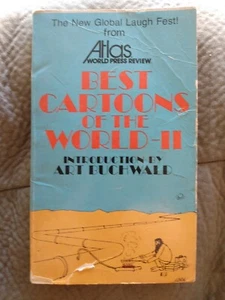 The New Global Laugh Fest!
from
Atlas
WORLD PRESS REVIEW
BEST
CARTOONS
OF THE
WORLD-II
INTRODUCTION BY
ART BUCHWALD